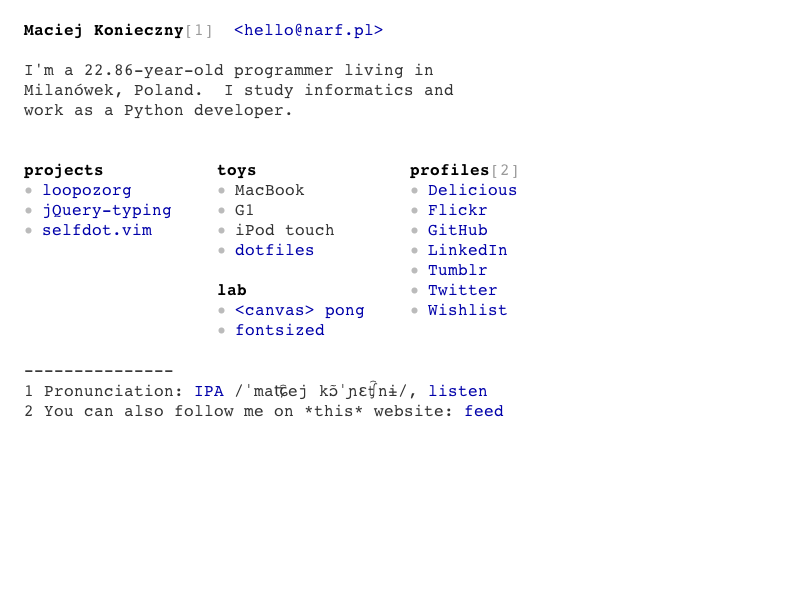 Maciej Konieczny[1]  <hello@narf.pl>
I'm a 22.86-year-old programmer living in
Milanówek, Poland.  I study informatics and
work as a Python developer.
projects
• loopozorg
• jQuery-typing
• selfdot.vim
toys
• MacBook
• G1
• iPod touch
• dotfiles
lab
• <canvas> pong
• fontsized
profiles[2]
• Delicious
• Flickr
• GitHub
• LinkedIn
• Tumblr
• Twitter
• Wishlist
---------------
1 Pronunciation: IPA /ˈmat͡ɕej kɔ̃ˈɲɛt͡ʃnɨ/, listen
2 You can also follow me on *this* website: feed